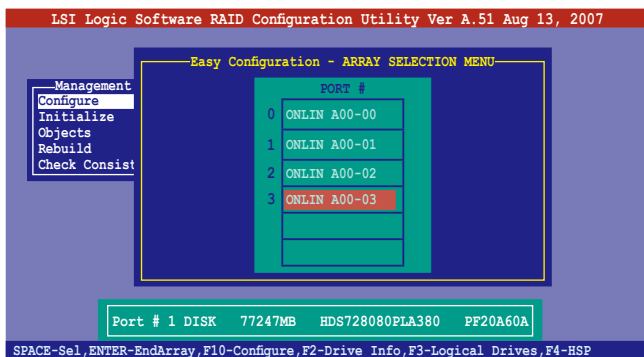 LSI Logic Software RAID Configuration Utility Ver A.51 Aug 13, 2007
Easy Configuration - ARRAY SELECTION MENU
Management
Configure
Initialize
Objects
Rebuild
Check Consist
PORT #
0 ONLIN A00-00
1 ONLIN A00-01
2 ONLIN A00-02
3 ONLIN A00-03
Port # 1 DISK 77247MB HDS728080PLA380 PF20A60A
SPACE-Sel,ENTER-EndArray,F10-Configure,F2-Drive Info,F3-Logical Drives,F4-HSP